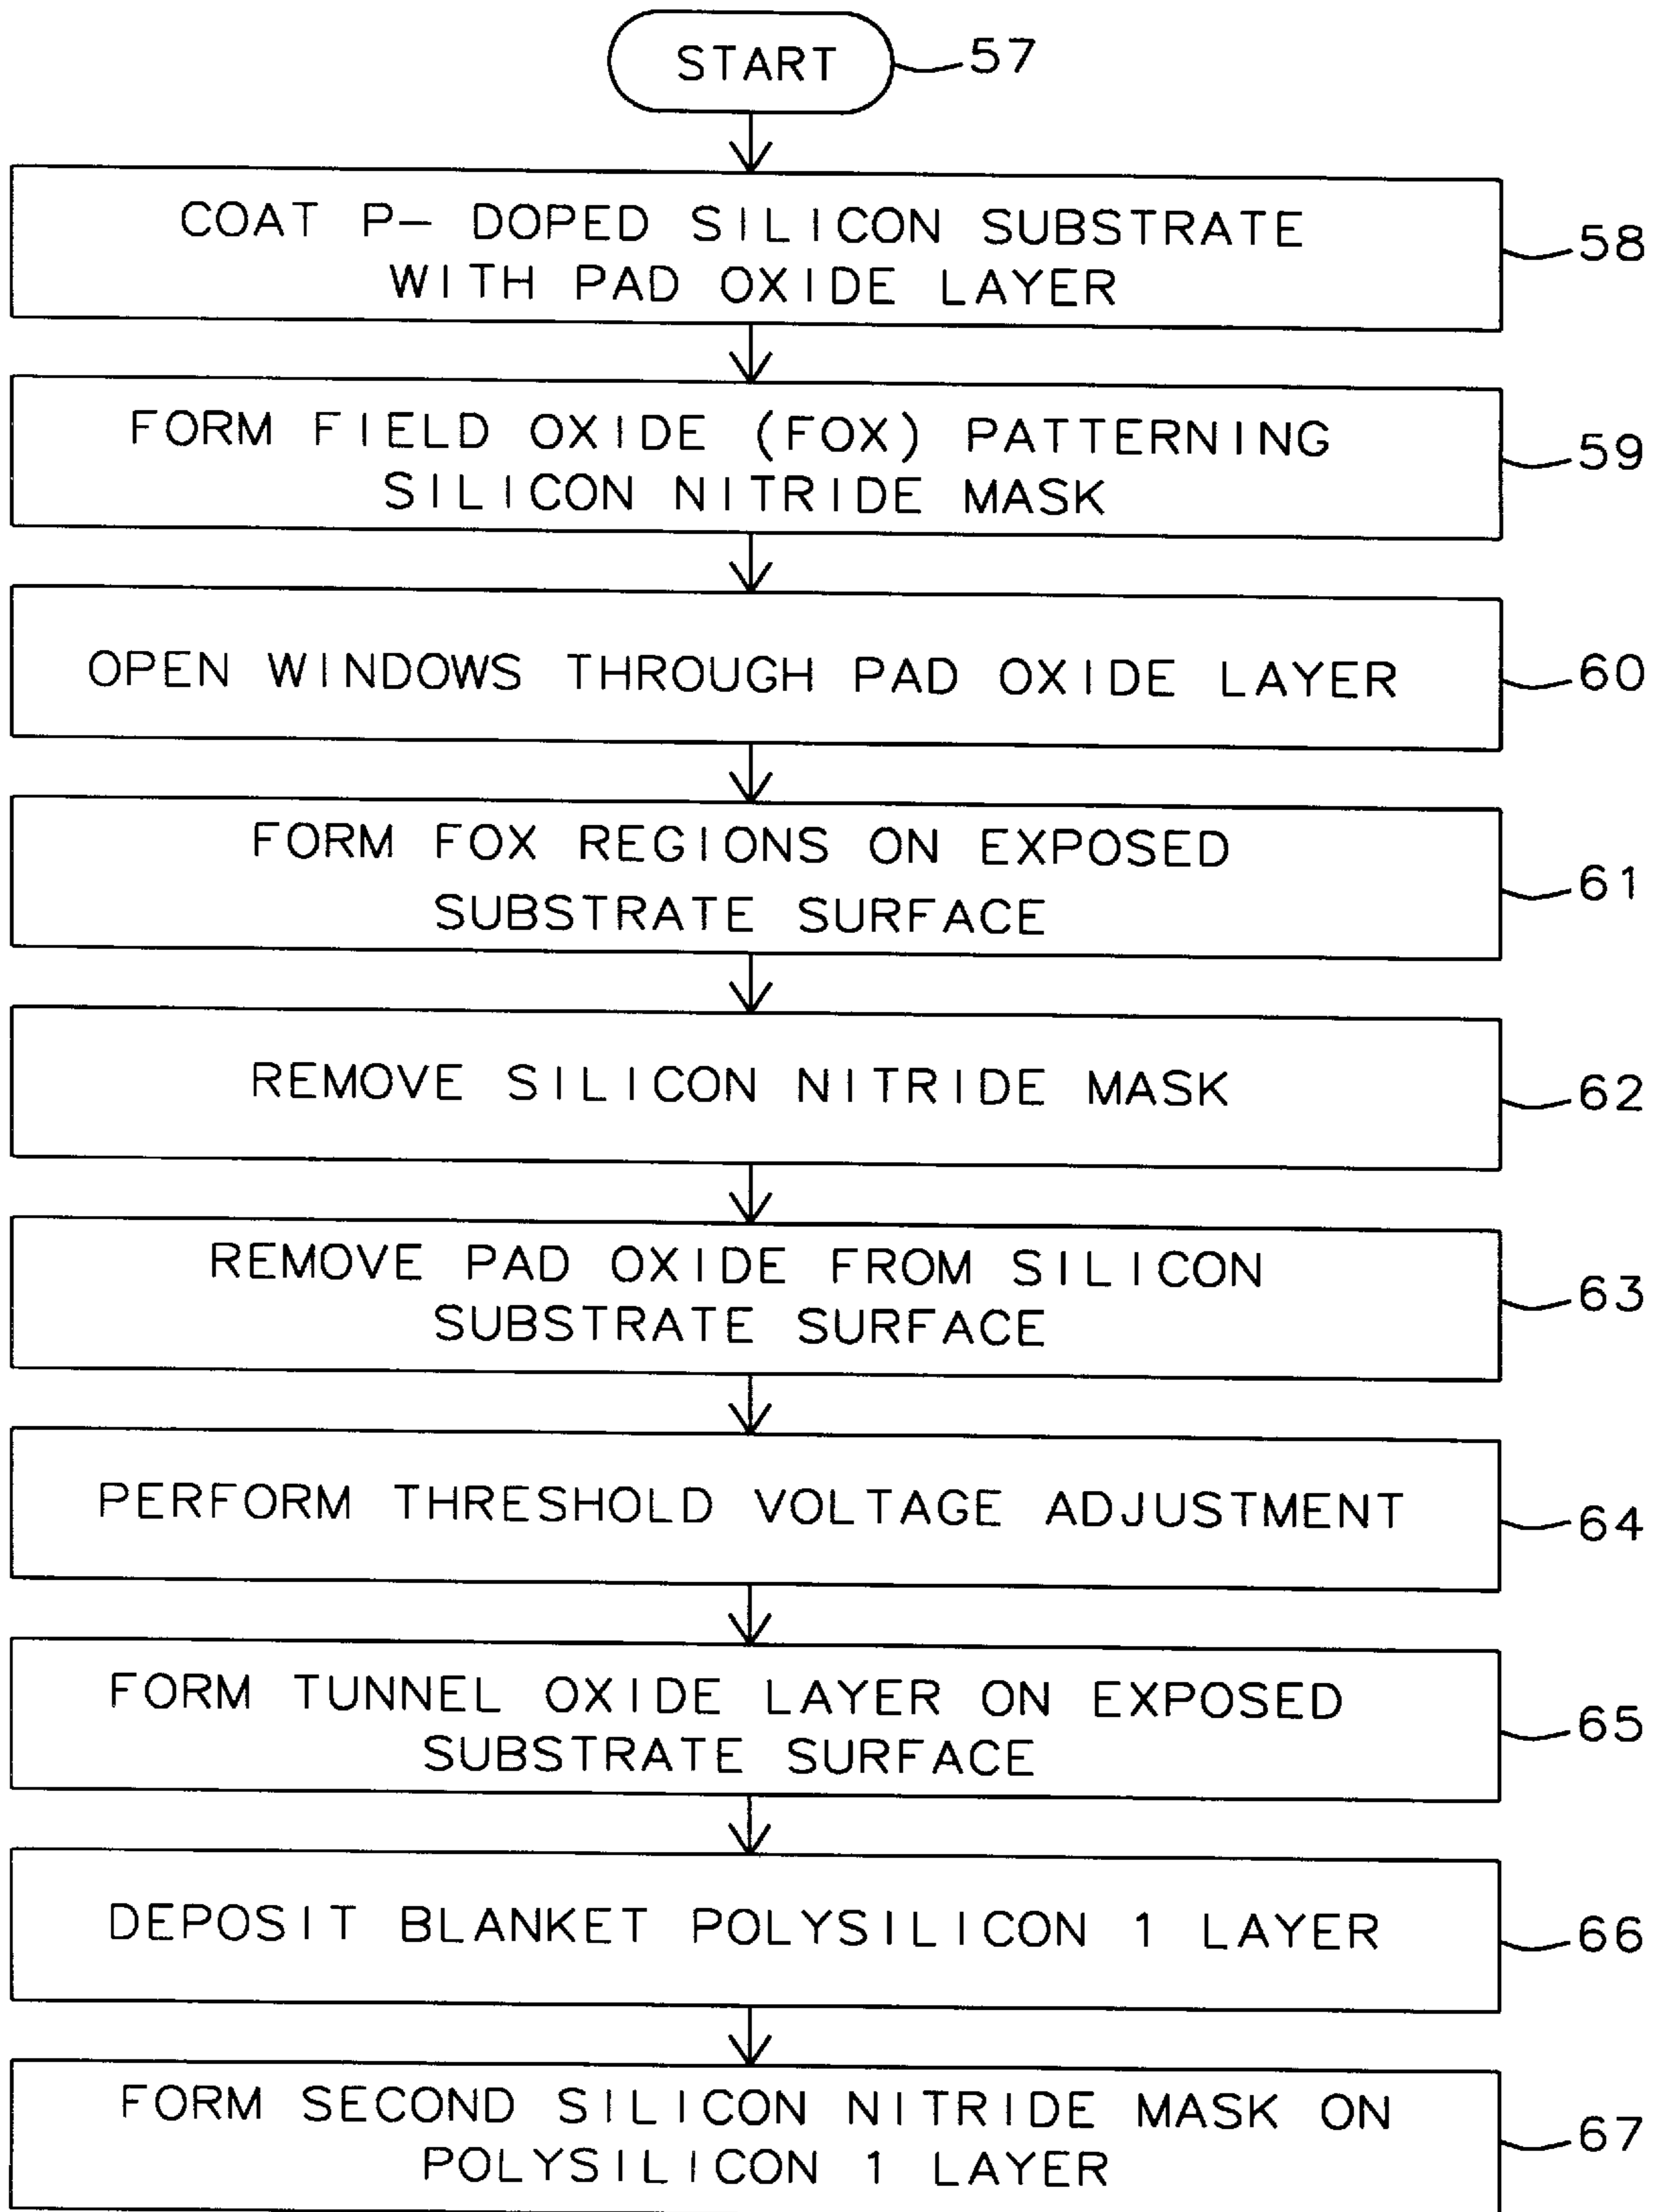 START 57
COAT P- DOPED SILICON SUBSTRATE
WITH PAD OXIDE LAYER
58
FORM FIELD OXIDE (FOX) PATTERNING
SILICON NITRIDE MASK
59
OPEN WINDOWS THROUGH PAD OXIDE LAYER
60
FORM FOX REGIONS ON EXPOSED
SUBSTRATE SURFACE
61
REMOVE SILICON NITRIDE MASK
62
REMOVE PAD OXIDE FROM SILICON
SUBSTRATE SURFACE
63
PERFORM THRESHOLD VOLTAGE ADJUSTMENT
64
FORM TUNNEL OXIDE LAYER ON EXPOSED
SUBSTRATE SURFACE
65
DEPOSIT BLANKET POLYSILICON 1 LAYER
66
FORM SECOND SILICON NITRIDE MASK ON
POLYSILICON 1 LAYER
67